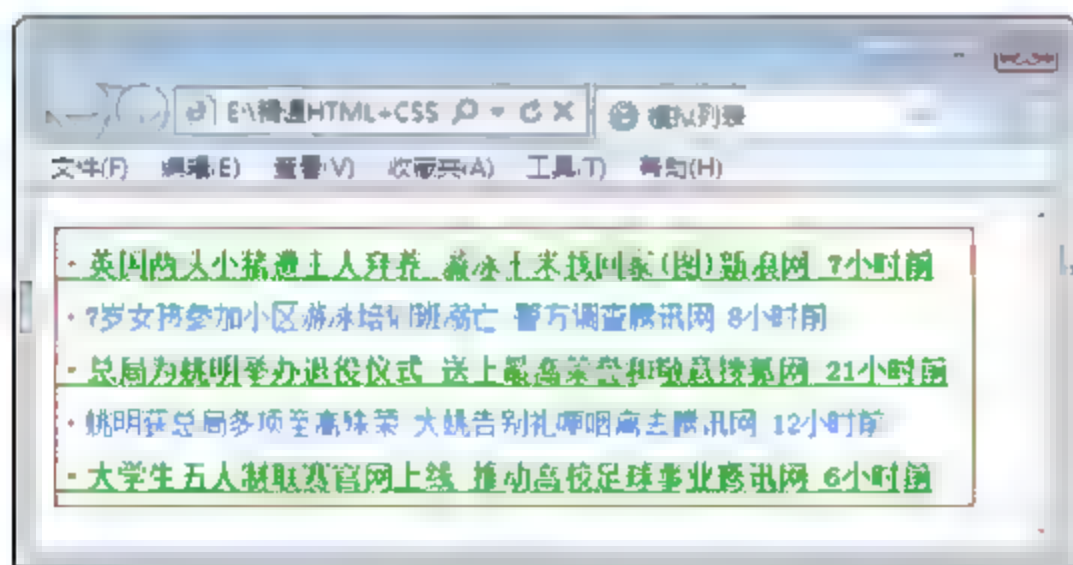 E:\精通HTML+CSS 模拟列表
文件(F) 编辑(E) 查看(V) 收藏夹(A) 工具(T) 帮助(H)
· 英国两头小猪遭主人弃养 游泳千米找回家(图)新浪网 7小时前
· 7岁女孩参加小区游泳培训班溺亡 警方调查腾讯网 8小时前
· 总局为姚明举办退役仪式 送上最高荣誉和敬意搜狐网 21小时前
· 姚明获总局多项至高殊荣 大姚告别礼哽咽离去腾讯网 12小时前
· 大学生五人制联赛官网上线 推动高校足球事业腾讯网 6小时前